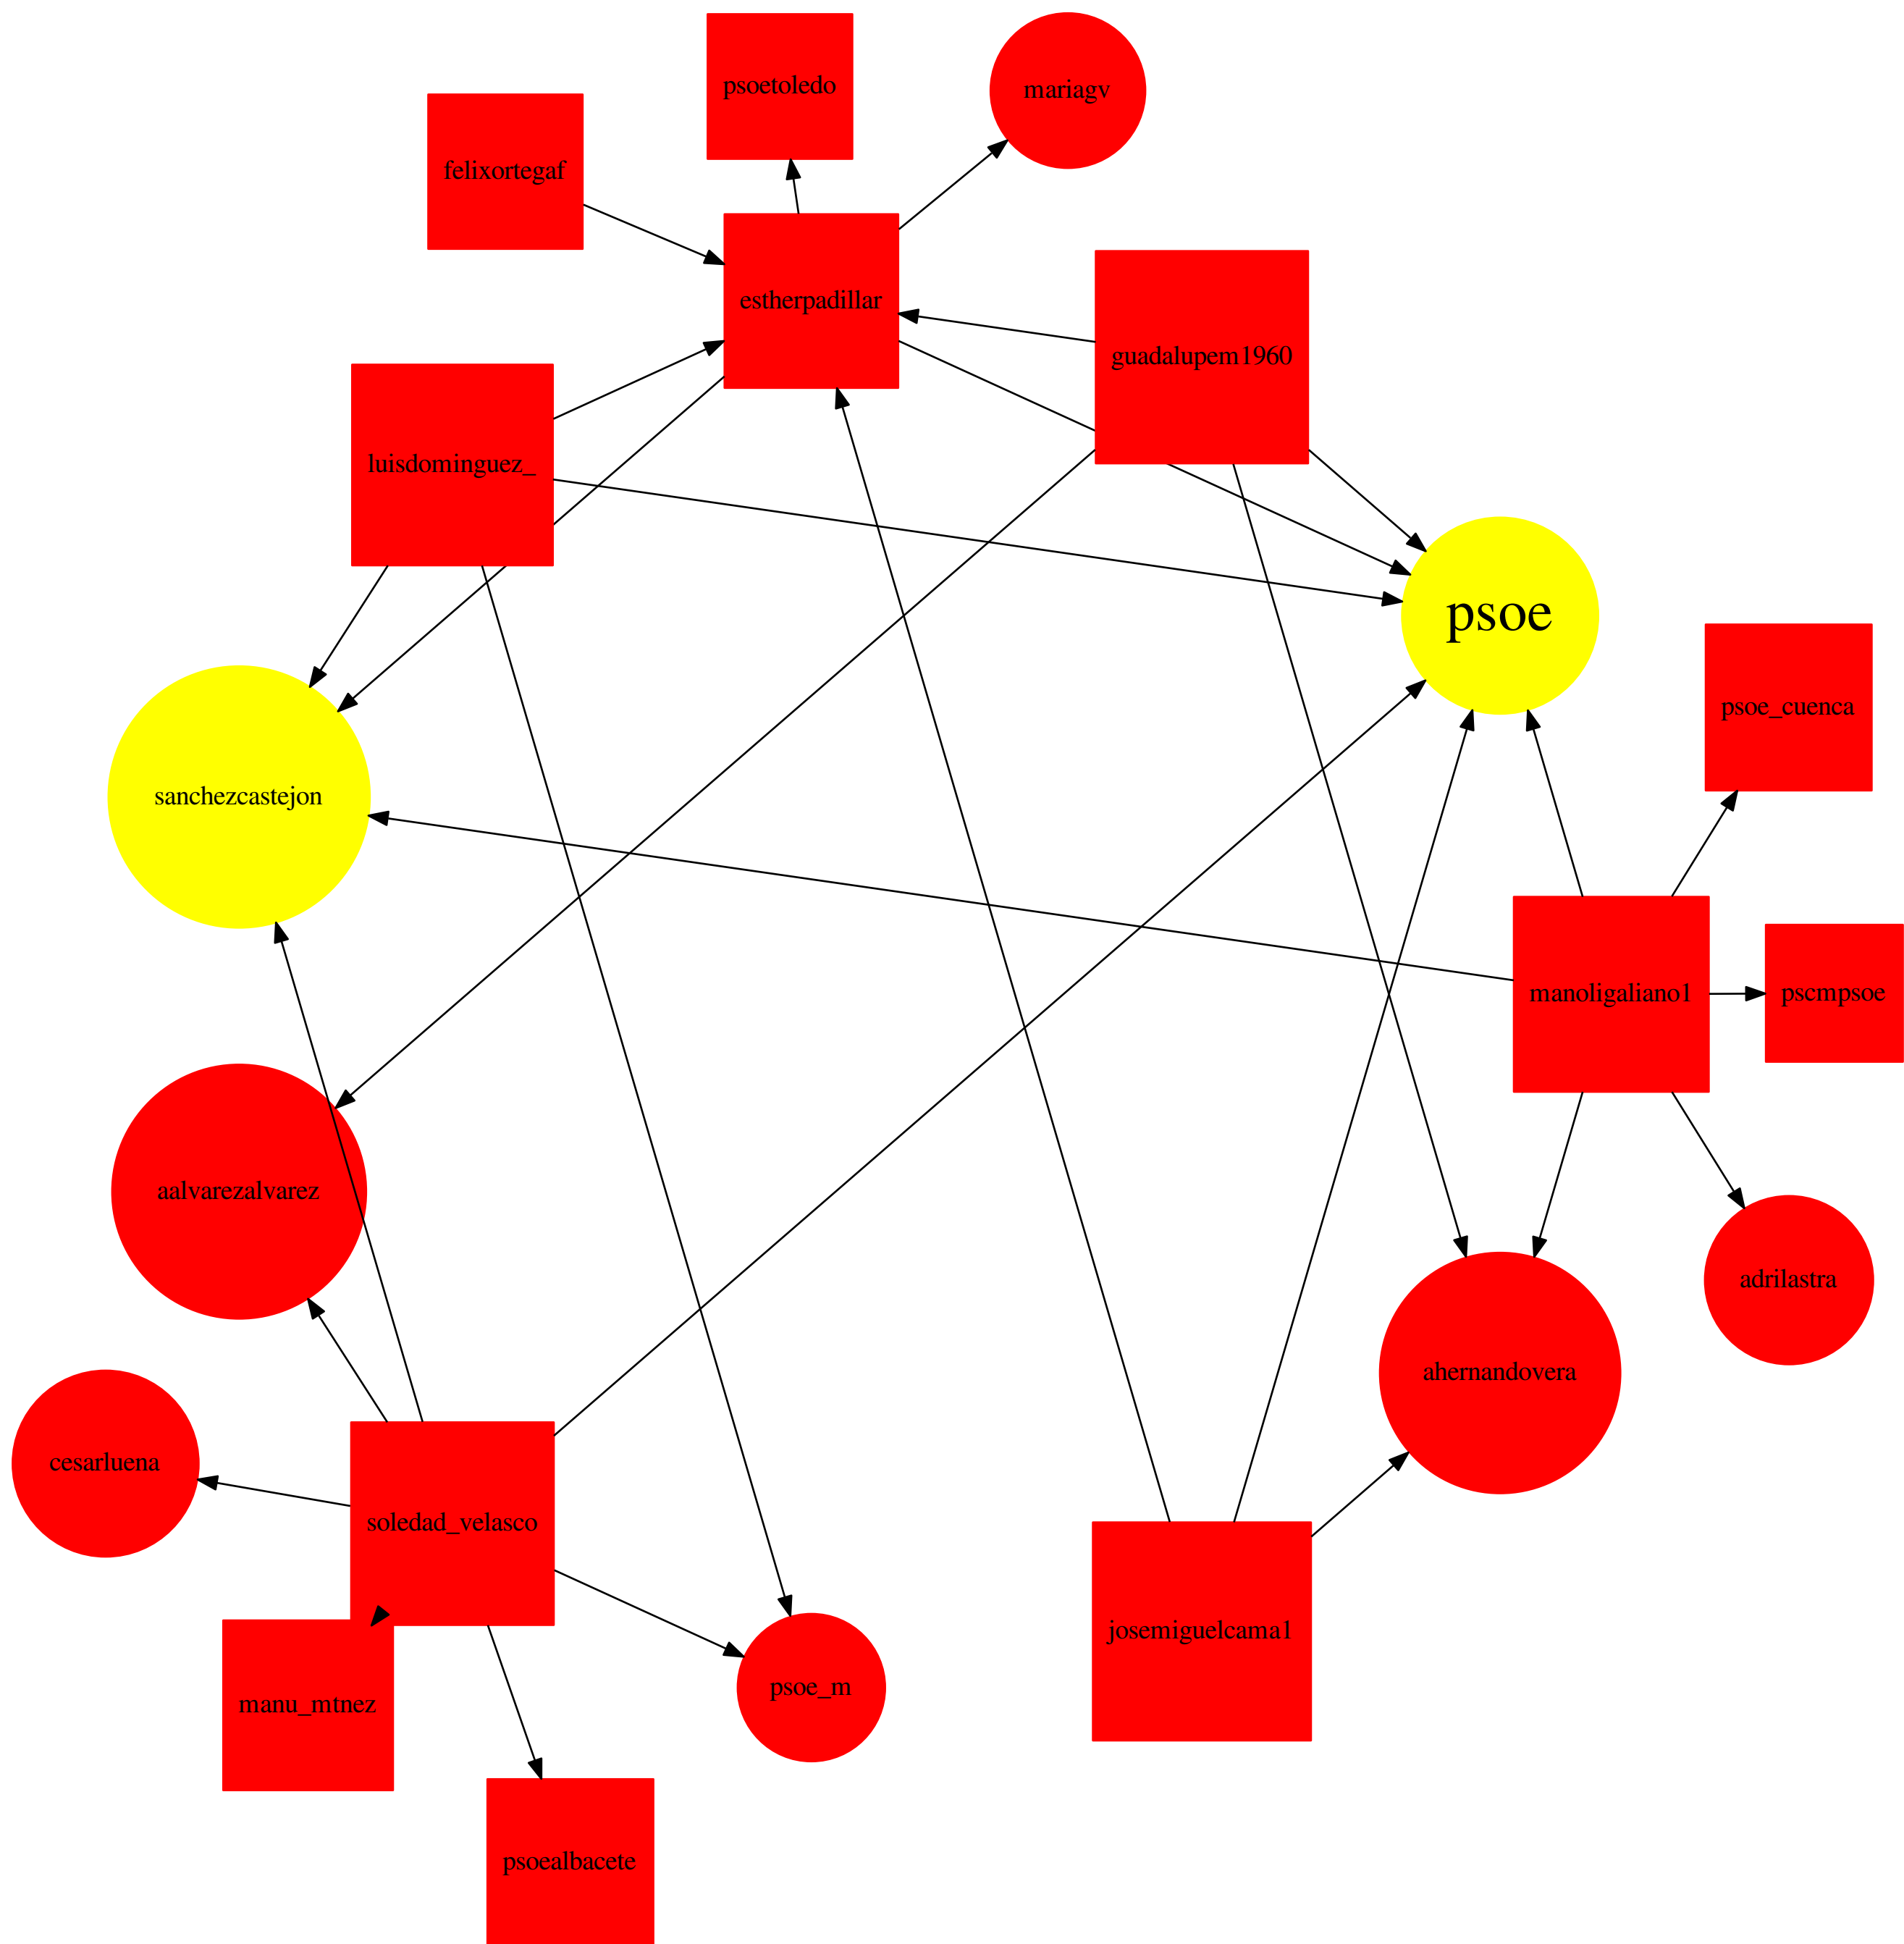 psoetoledo
mariagv
felixortegaf
estherpadillar
guadalupem1960
luisdominguez_
psoe
psoe_cuenca
sanchezcastejon
manoligaliano1
pscmpsoe
aalvarezalvarez
adrilastra
ahernandovera
cesarluena
soledad_velasco
josemiguelcama1
psoe_m
manu_mtnez
psoealbacete